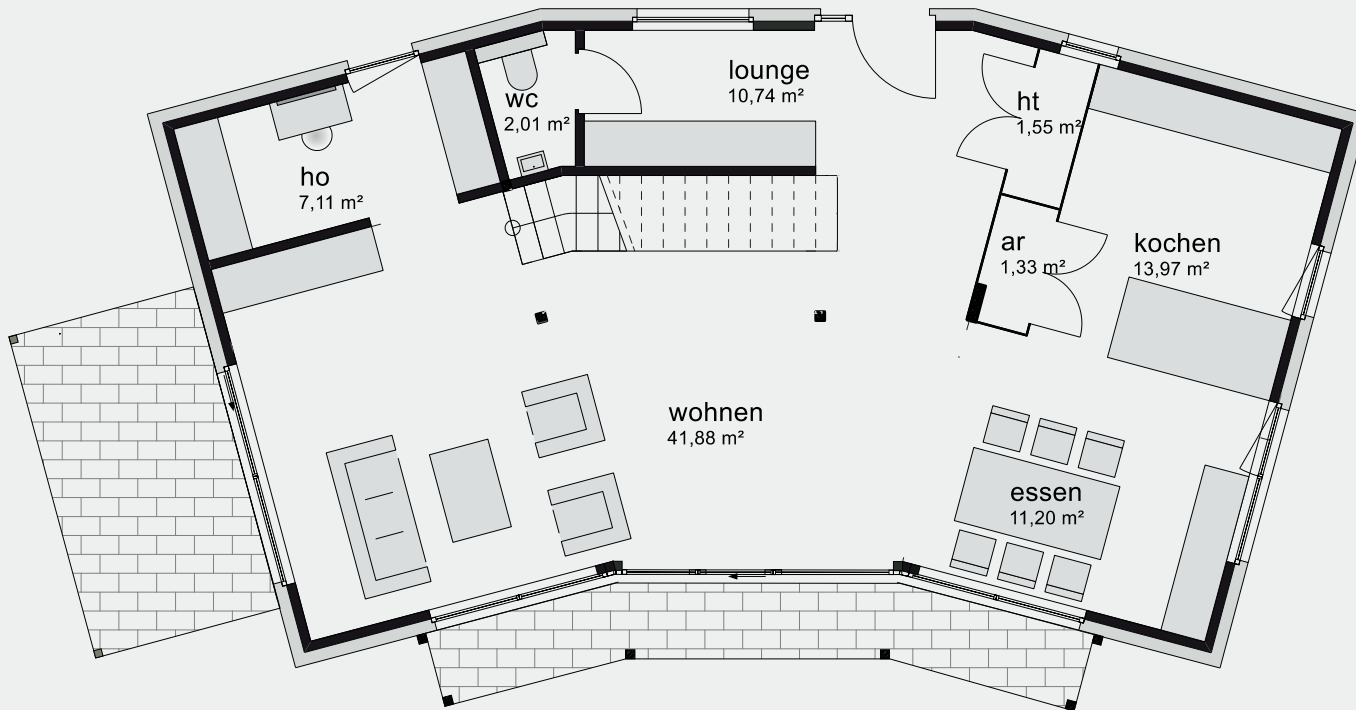 lounge
10,74 m²
wc
2,01 m²
ht
1,55 m²
ho
7,11 m²
ar
1,33 m²
kochen
13,97 m²
wohnen
41,88 m²
essen
11,20 m²